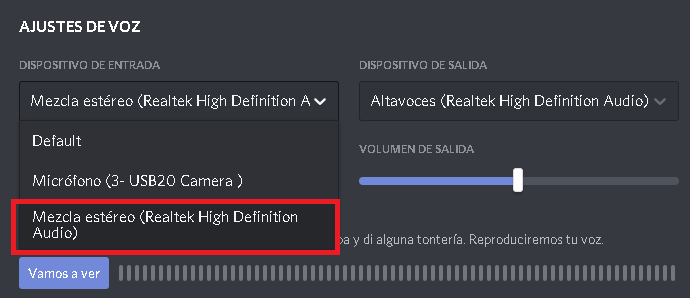 AJUSTES DE VOZ
DISPOSITIVO DE ENTRADA
DISPOSITIVO DE SALIDA
Mezcla estéreo (Realtek High Definition A
Altavoces (Realtek High Definition Audio)
Default
VOLUMEN DE SALIDA
Micrófono (3- USB20 Camera )
Mezcla estéreo (Realtek High Definition
Audio)
y di alguna tontería. Reproduciremos tu voz.
Vamos a ver